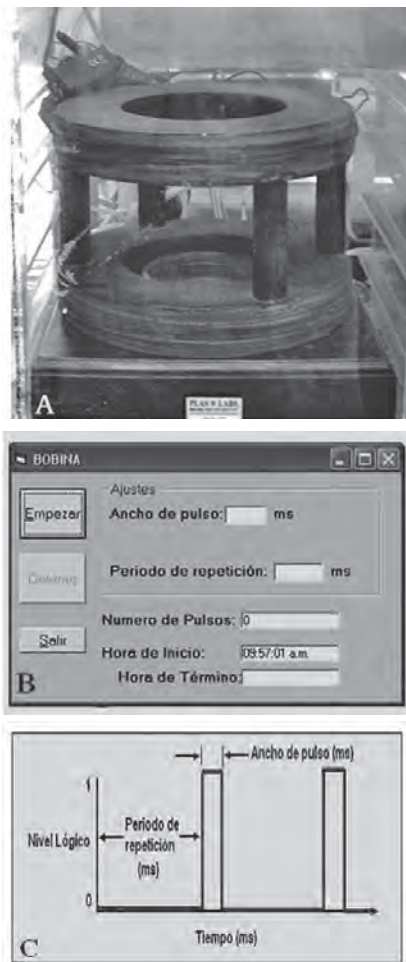 PLAS LABS
A
BOBINA
Ajustes
Empezar
Ancho de pulso: ms
Periodo de repetición: ms
Numero de Pulsos: 0
Salir
Hora de Inicio: 09:57:01 a.m.
Hora de Término:
B
Ancho de pulso (ms)
1
Periodo de
Nivel Lógico
repetición
(ms)
0
Tiempo (ms)
C